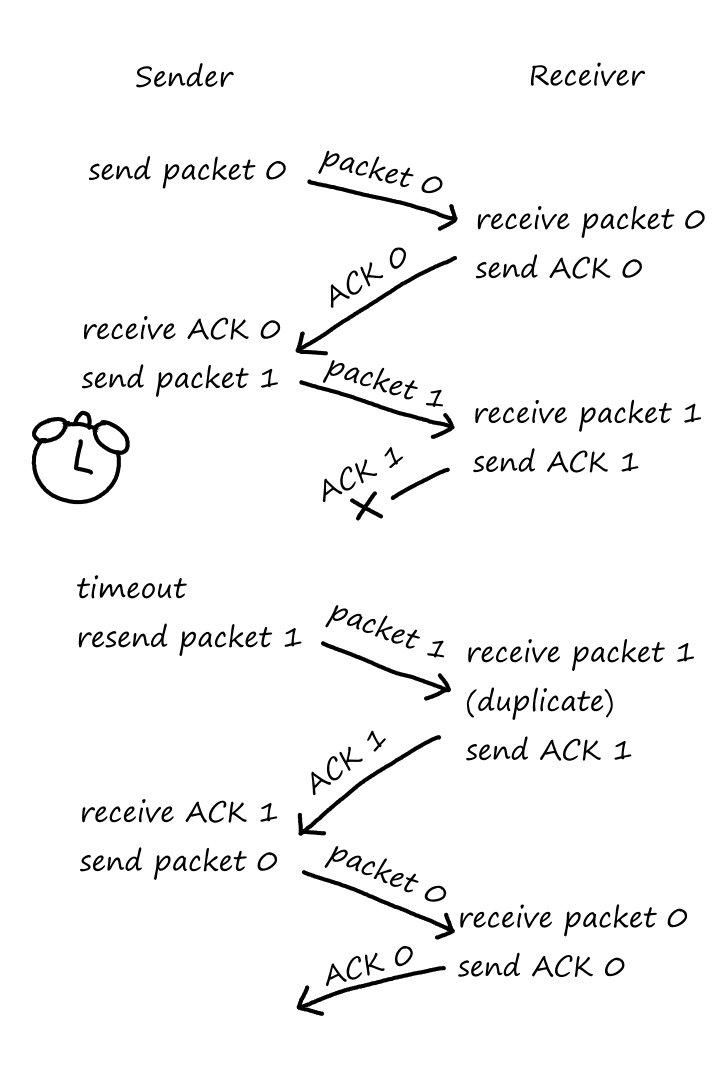 Sender
Receiver
send packet 0
packet 0
receive packet 0
send ACK 0
ACK 0
receive ACK 0
send packet 1
packet 1
receive packet 1
send ACK 1
ACK 1
timeout
resend packet 1
packet 1
receive packet 1
(duplicate)
send ACK 1
ACK 1
receive ACK 1
send packet 0
packet 0
receive packet 0
send ACK 0
ACK 0